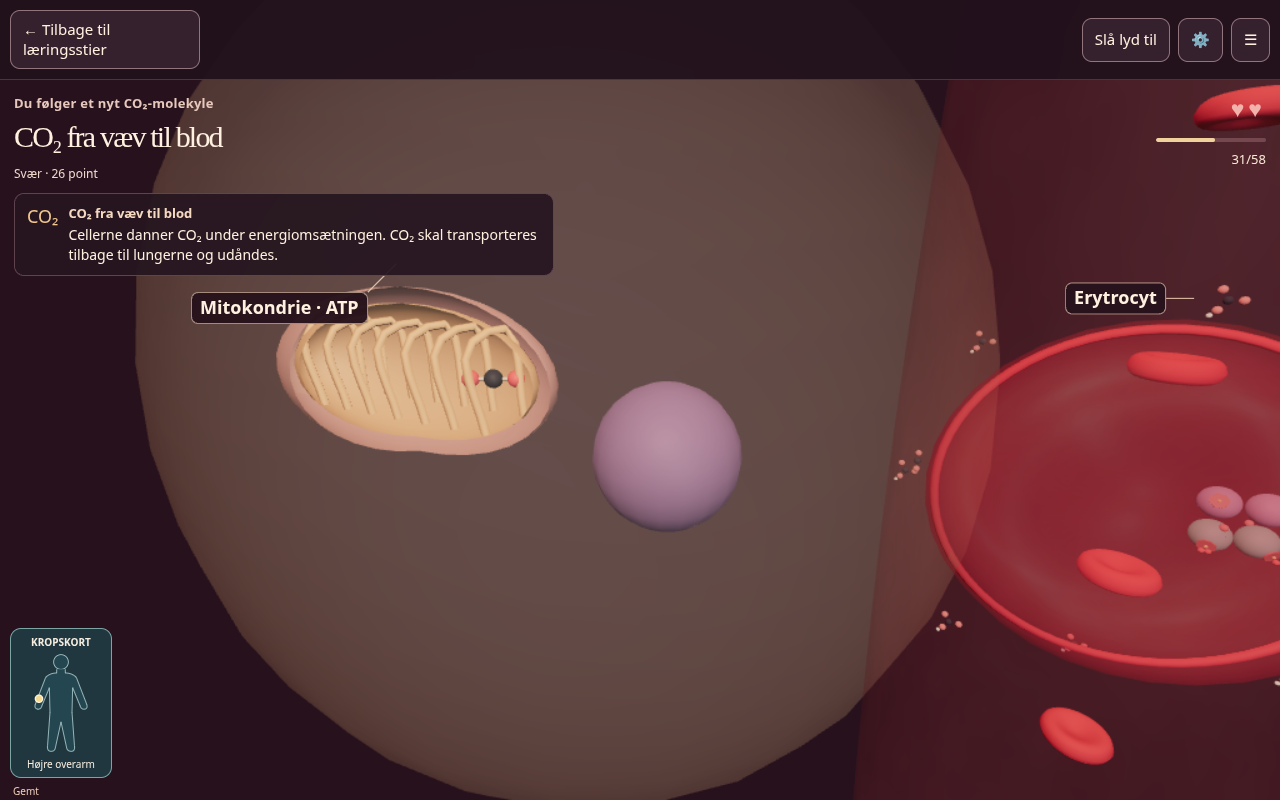 ← Tilbage til
læringsstier
Slå lyd til
Du følger et nyt CO₂-molekyle
CO₂ fra væv til blod
Svær · 26 point
31/58
CO₂
CO₂ fra væv til blod
Cellerne danner CO₂ under energiomsætningen. CO₂ skal transporteres
tilbage til lungerne og udåndes.
Mitokondrie · ATP
Erytrocyt
KROPSKORT
Højre overarm
Gemt